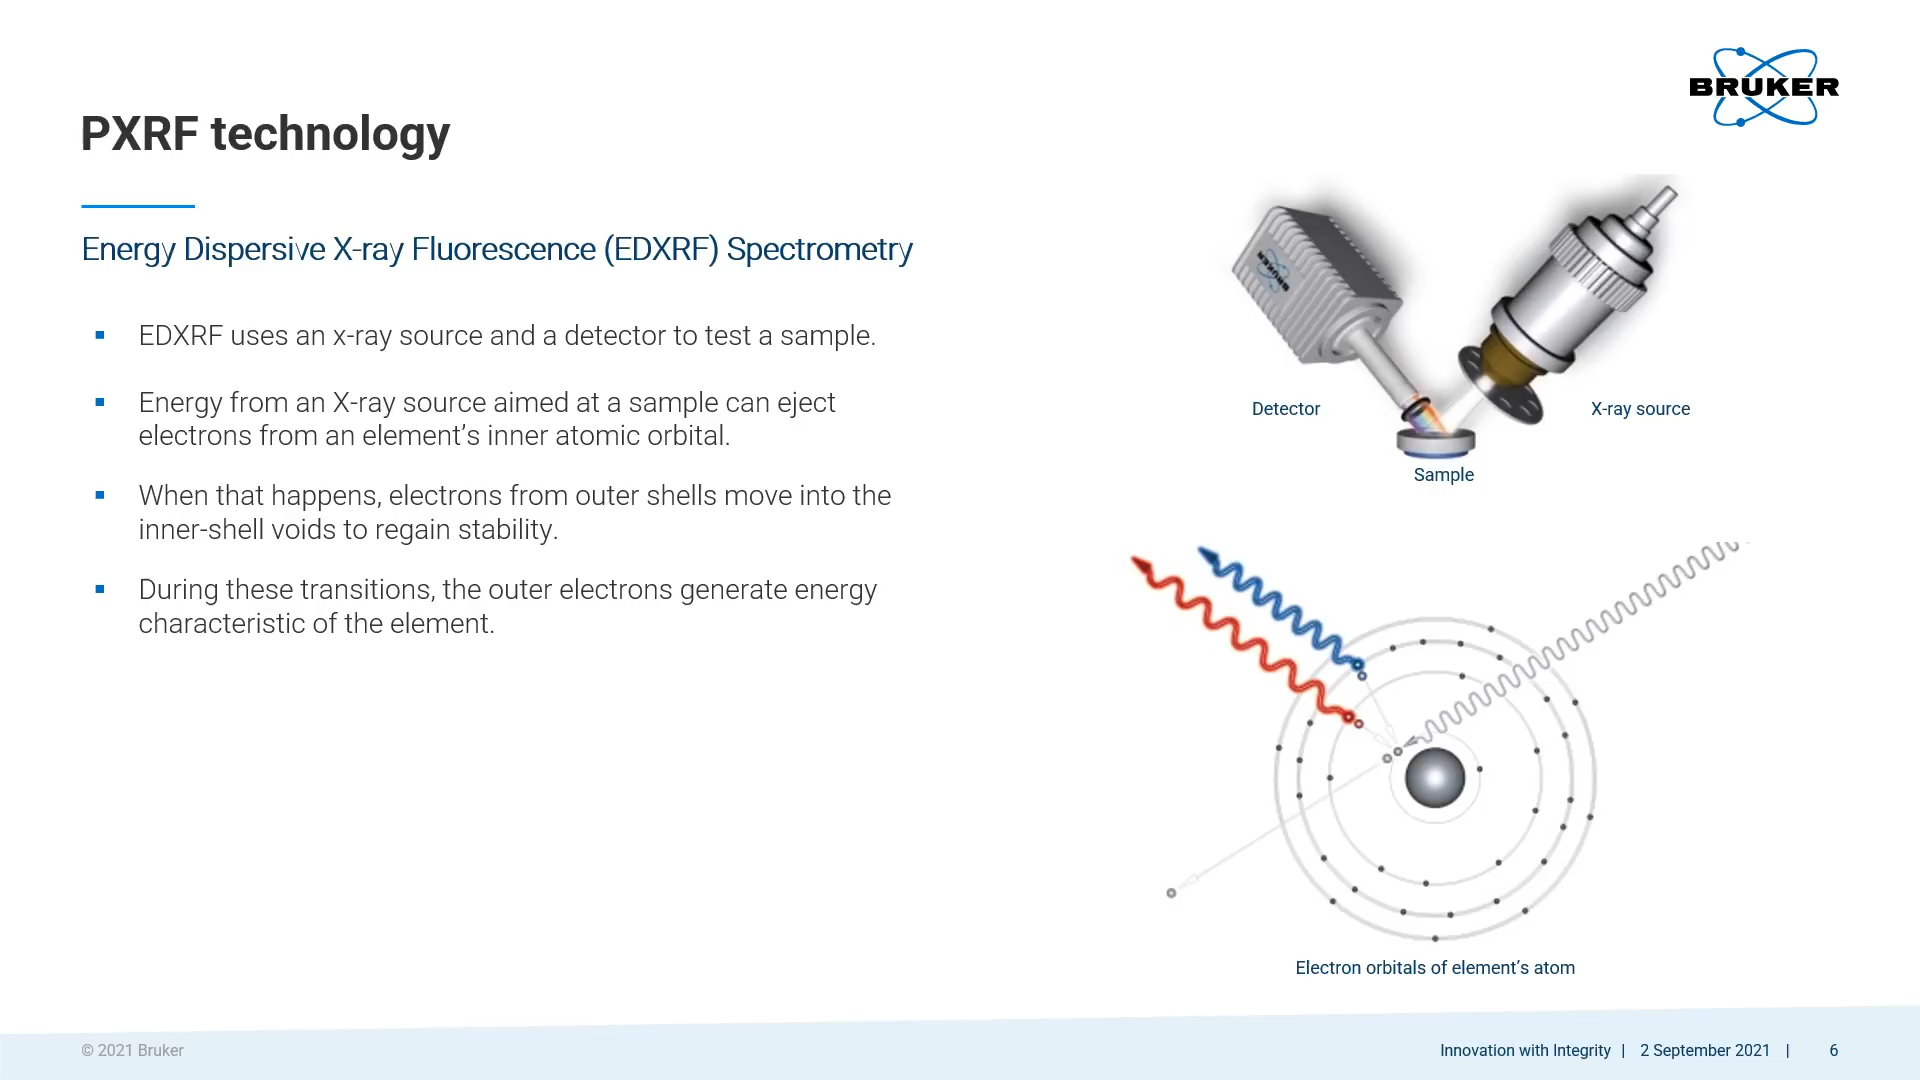 BRUKER
PXRF technology
Energy Dispersive X-ray Fluorescence (EDXRF) Spectrometry
▪ EDXRF uses an x-ray source and a detector to test a sample.
▪ Energy from an X-ray source aimed at a sample can eject
electrons from an element’s inner atomic orbital.
▪ When that happens, electrons from outer shells move into the
inner-shell voids to regain stability.
▪ During these transitions, the outer electrons generate energy
characteristic of the element.
BRUKER
Detector
X-ray source
Sample
Electron orbitals of element’s atom
© 2021 Bruker
Innovation with Integrity | 2 September 2021 | 6